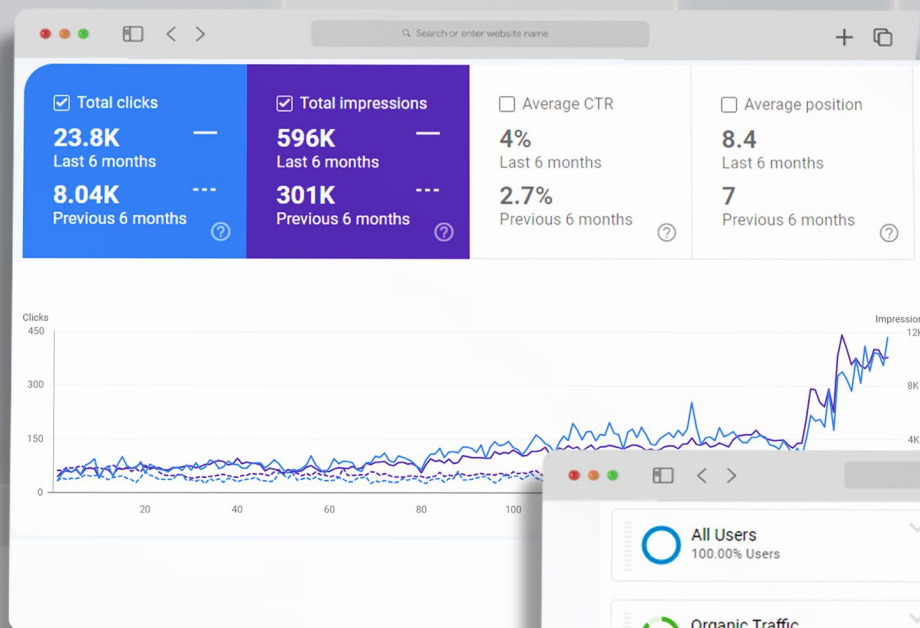 Search or enter website name
Total clicks
23.8K
Last 6 months
8.04K
Previous 6 months
Total impressions
596K
Last 6 months
301K
Previous 6 months
Average CTR
4%
Last 6 months
2.7%
Previous 6 months
Average position
8.4
Last 6 months
7
Previous 6 months
Clicks
450
300
150
0
Impression
12K
8K
4K
20
40
60
80
100
All Users
100.00% Users
Organic Traffic